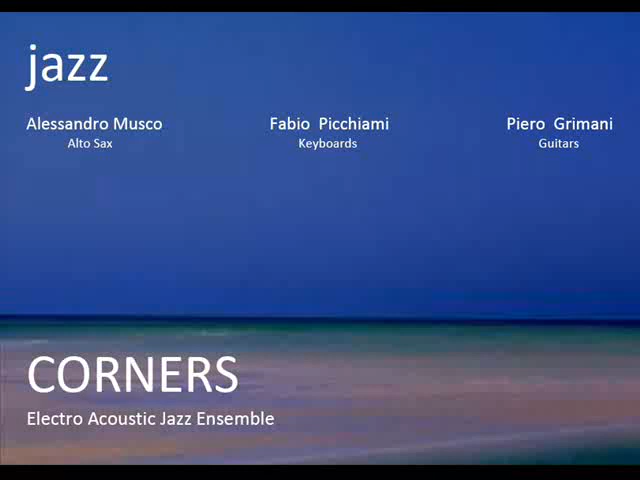 jazz
Alessandro Musco Fabio Picchiami Piero Grimani
Alto Sax Keyboards Guitars
CORNERS
Electro Acoustic Jazz Ensemble